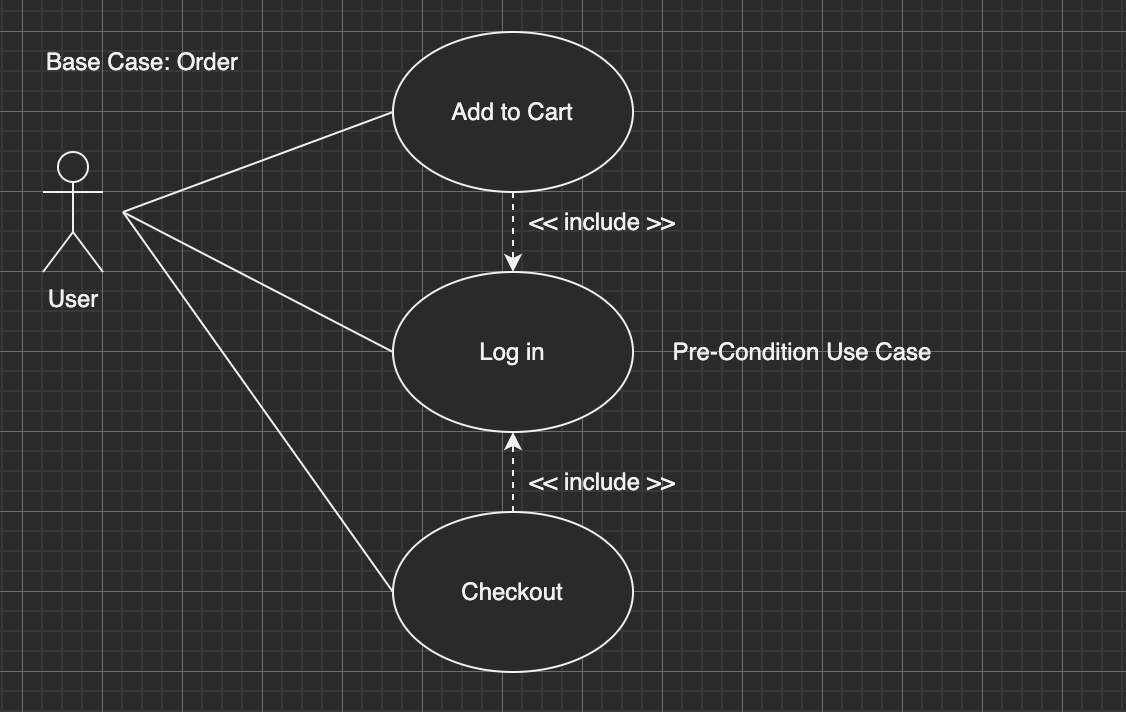 Base Case: Order
Add to Cart
<< include >>
User
Log in
Pre-Condition Use Case
<< include >>
Checkout